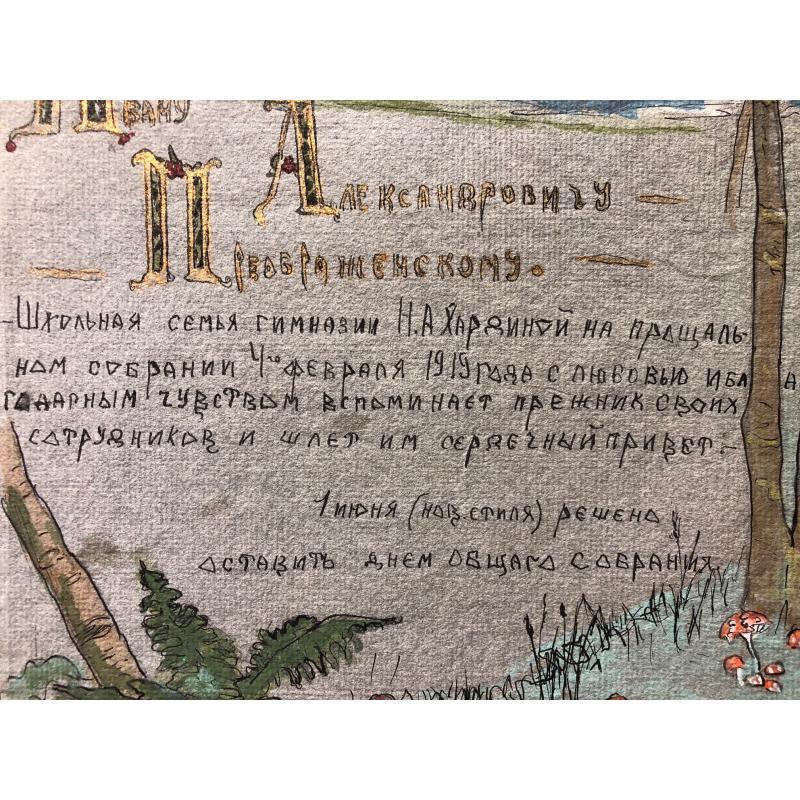 Ивану
Александровичу
Преображенскому.
Школьная семья гимназии Н.А Хардиной на прощаль-
ном собрании 4го февраля 1919 года с любовью и бла
годарным чувством вспоминает прежних своих
сотрудников и шлет им сердечный привет.
1 июня (нов стиля) решено
оставить днем общаго собрания.